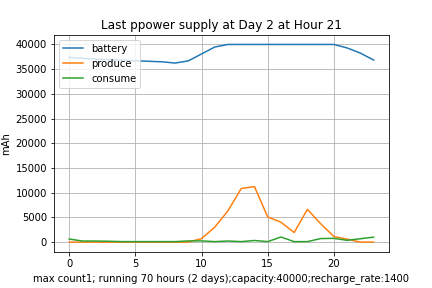 Last ppower supply at Day 2 at Hour 21
40000
35000
30000
25000
20000
15000
10000
5000
0
mAh
battery
produce
consume
0 5 10 15 20
max count1; running 70 hours (2 days);capacity:40000;recharge_rate:1400